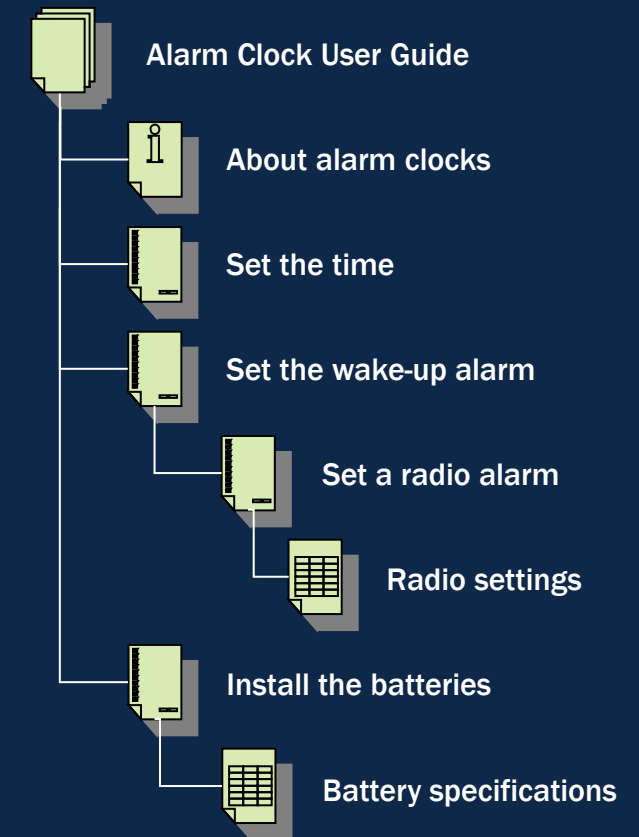 Alarm Clock User Guide
About alarm clocks
Set the time
Set the wake-up alarm
Set a radio alarm
Radio settings
Install the batteries
Battery specifications